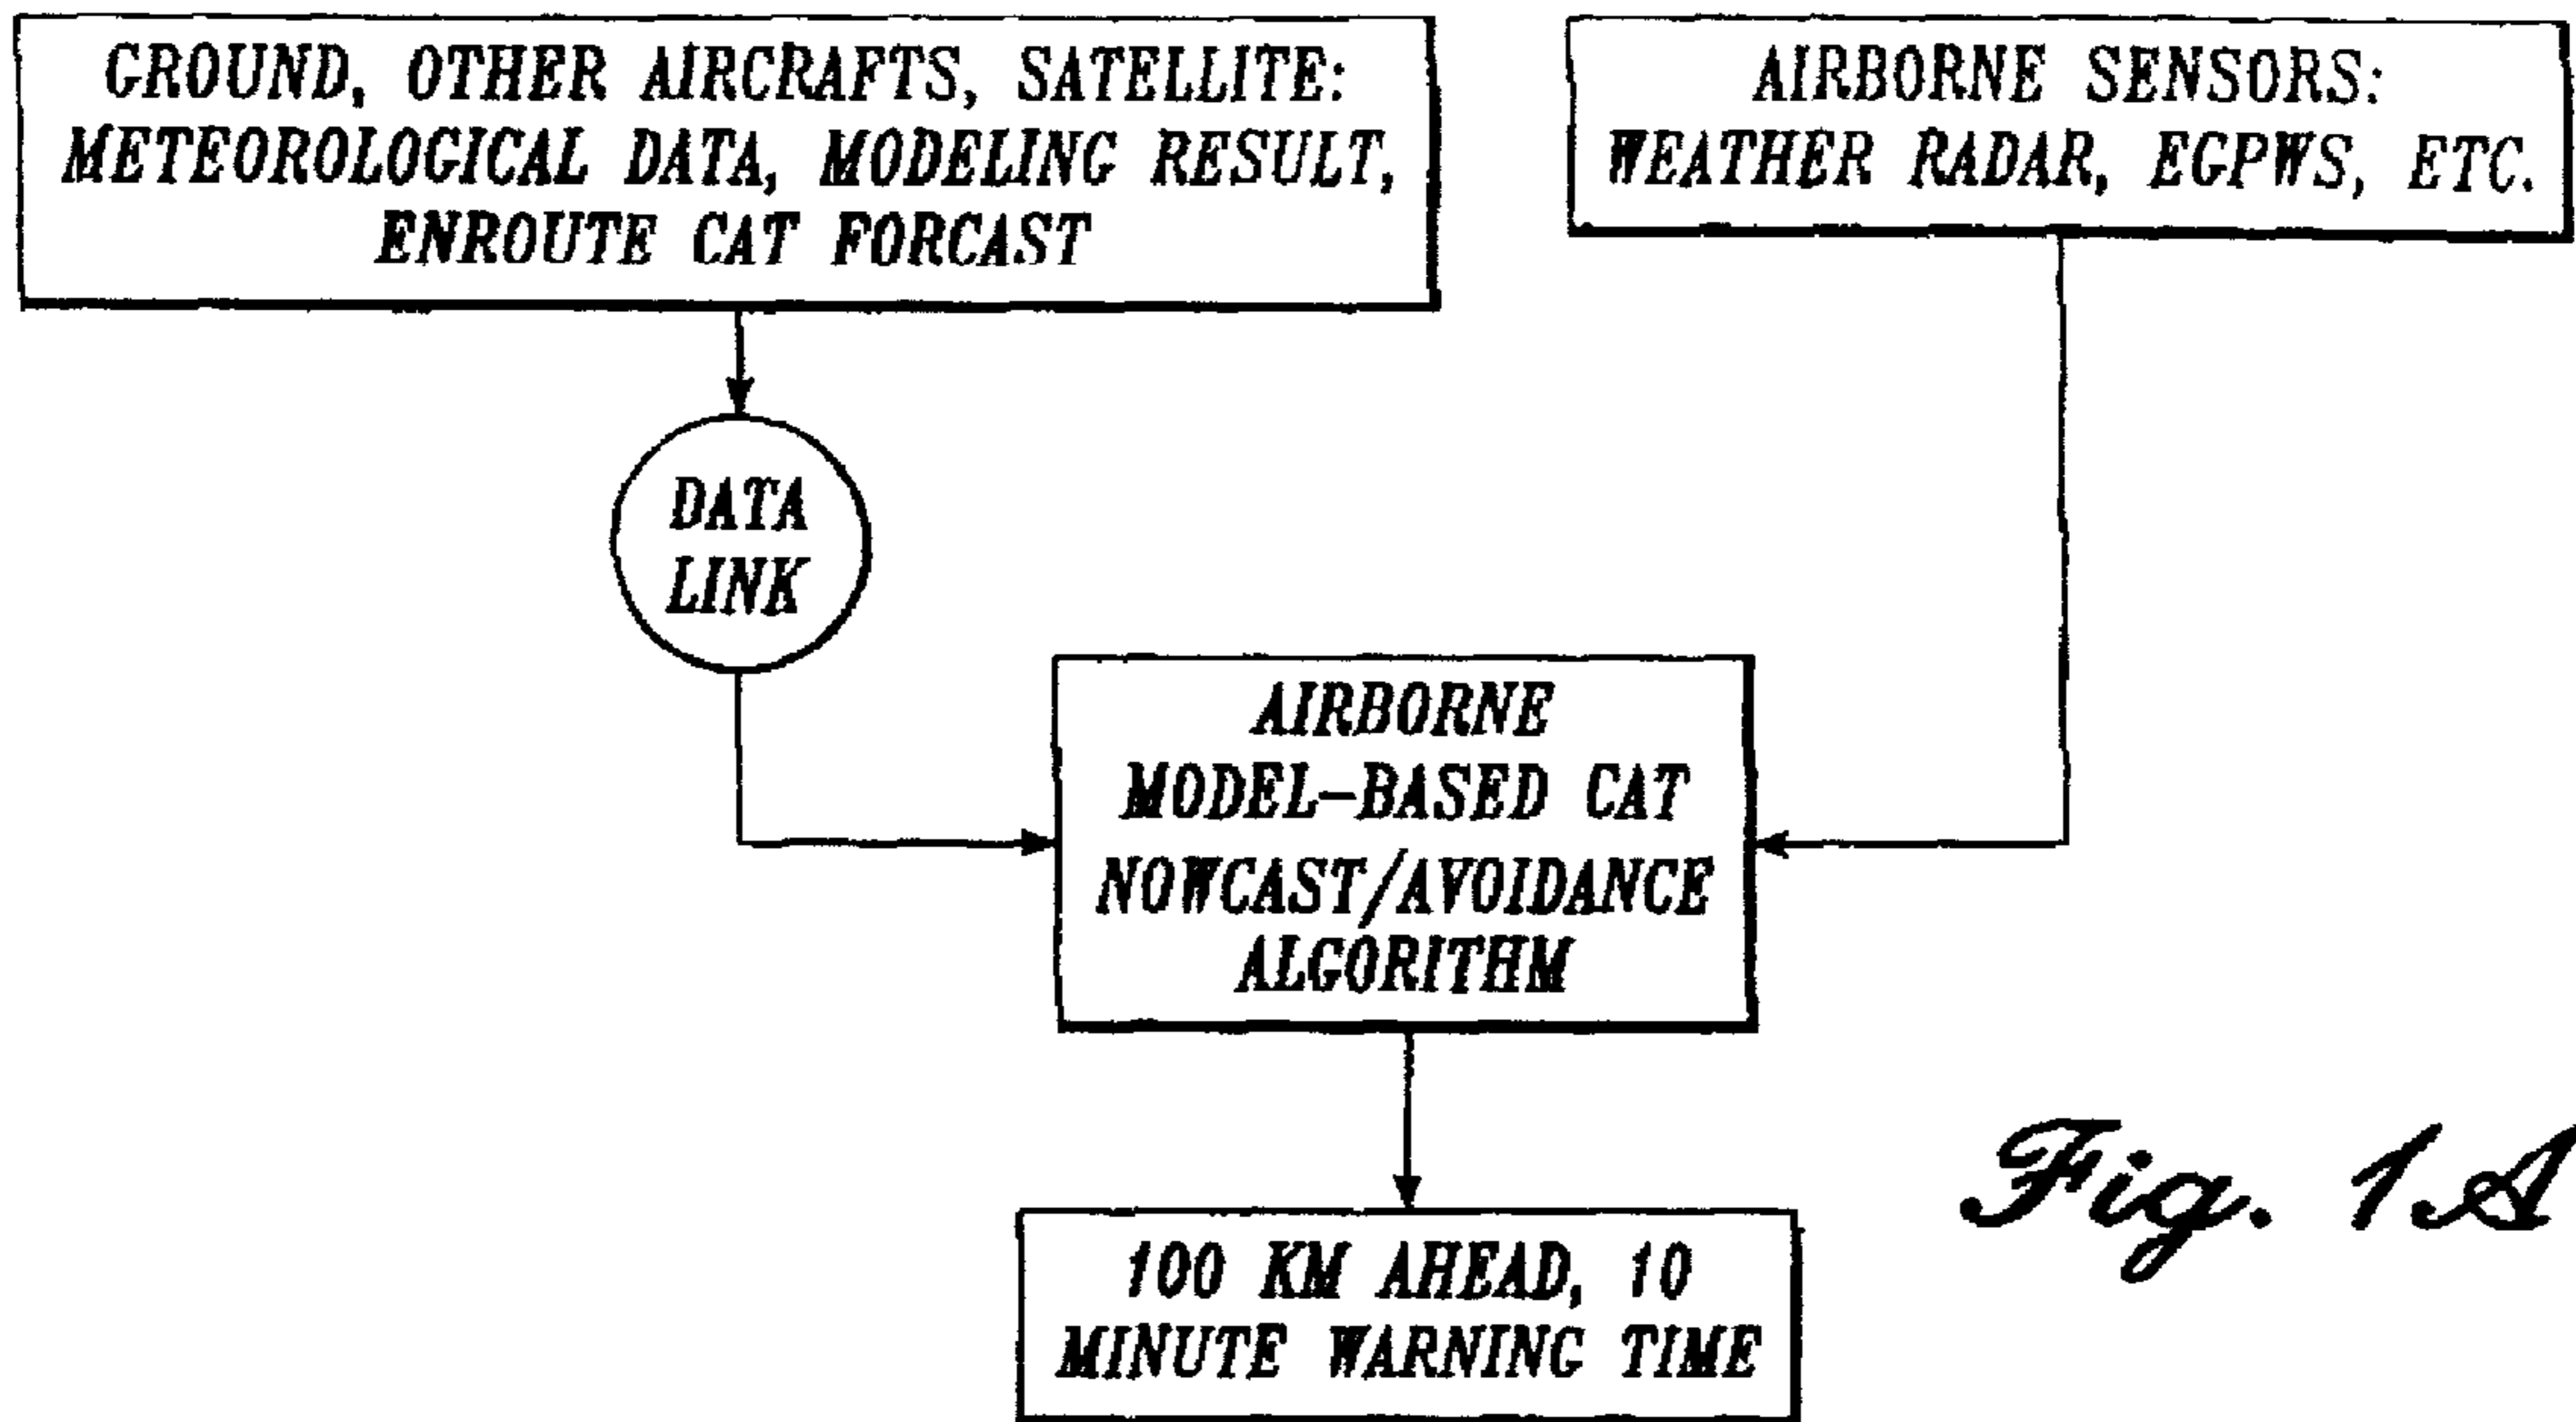 GROUND, OTHER AIRCRAFTS, SATELLITE:
METEOROLOGICAL DATA, MODELING RESULT,
ENROUTE CAT FORCAST
AIRBORNE SENSORS:
WEATHER RADAR, EGPWS, ETC.
DATA
LINK
AIRBORNE
MODEL-BASED CAT
NOWCAST/AVOIDANCE
ALGORITHM
100 KM AHEAD, 10
MINUTE WARNING TIME
Fig. 1A